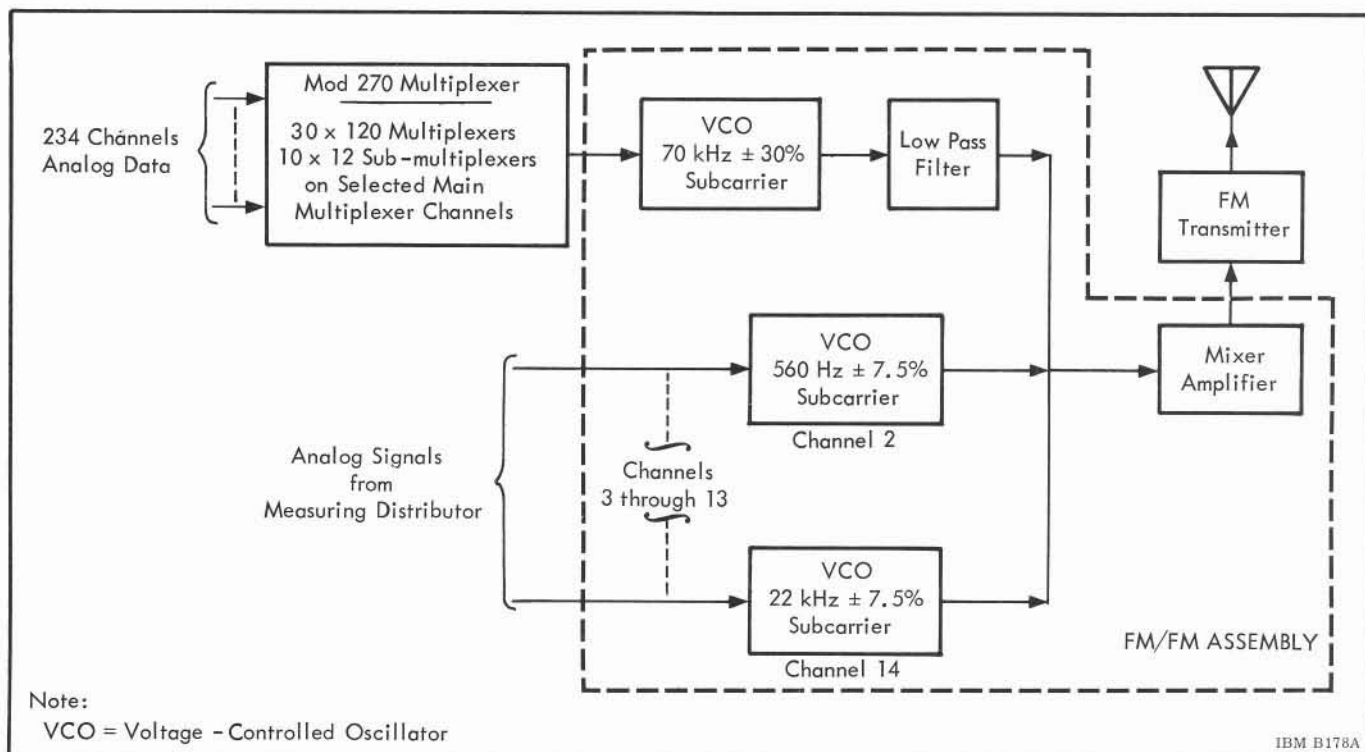 234 Channels
Analog Data
Mod 270 Multiplexer
30 x 120 Multiplexers
10 x 12 Sub-multiplexers
on Selected Main
Multiplexer Channels
VCO
70 kHz ± 30%
Subcarrier
Low Pass
Filter
FM
Transmitter
VCO
560 Hz ± 7.5%
Subcarrier
Channel 2
Mixer
Amplifier
Analog Signals
from
Measuring Distributor
Channels
3 through 13
VCO
22 kHz ± 7.5%
Subcarrier
Channel 14
FM/FM ASSEMBLY
Note:
VCO = Voltage - Controlled Oscillator
IBM B178A